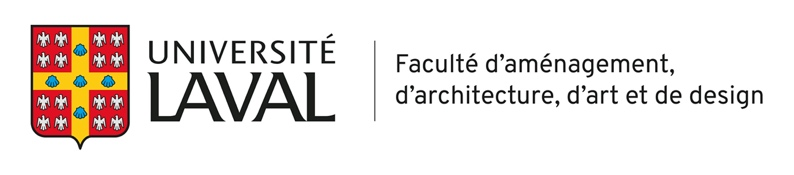 UNIVERSITÉ
LAVAL
Faculté d'aménagement,
d'architecture, d'art et de design